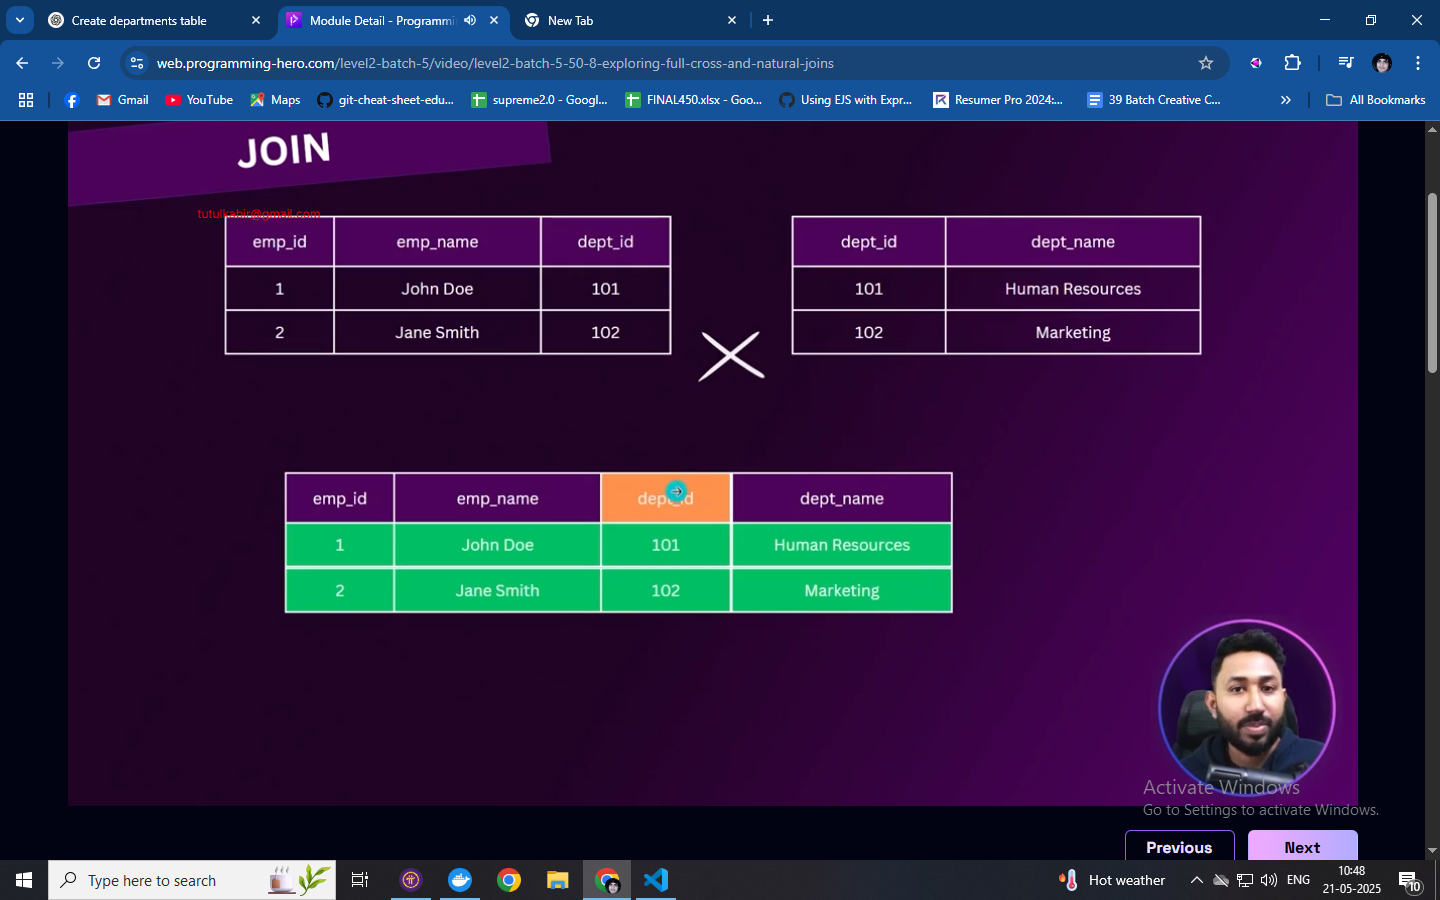 Create departments table
Module Detail - Programmi
New Tab
web.programming-hero.com/level2-batch-5/video/level2-batch-5-50-8-exploring-full-cross-and-natural-joins
Gmail
YouTube
Maps
git-cheat-sheet-edu...
supreme2.0 - Googl...
FINAL450.xlsx - Goo...
Using EJS with Expr...
Resumer Pro 2024:...
39 Batch Creative C...
All Bookmarks
JOIN
tutulkabir@gmail.com
emp_id emp_name dept_id
1 John Doe 101
2 Jane Smith 102
dept_id dept_name
101 Human Resources
102 Marketing
emp_id emp_name dept_id dept_name
1 John Doe 101 Human Resources
2 Jane Smith 102 Marketing
Activate Windows
Go to Settings to activate Windows.
Previous
Next
Type here to search
Hot weather
ENG
10:48
21-05-2025
10